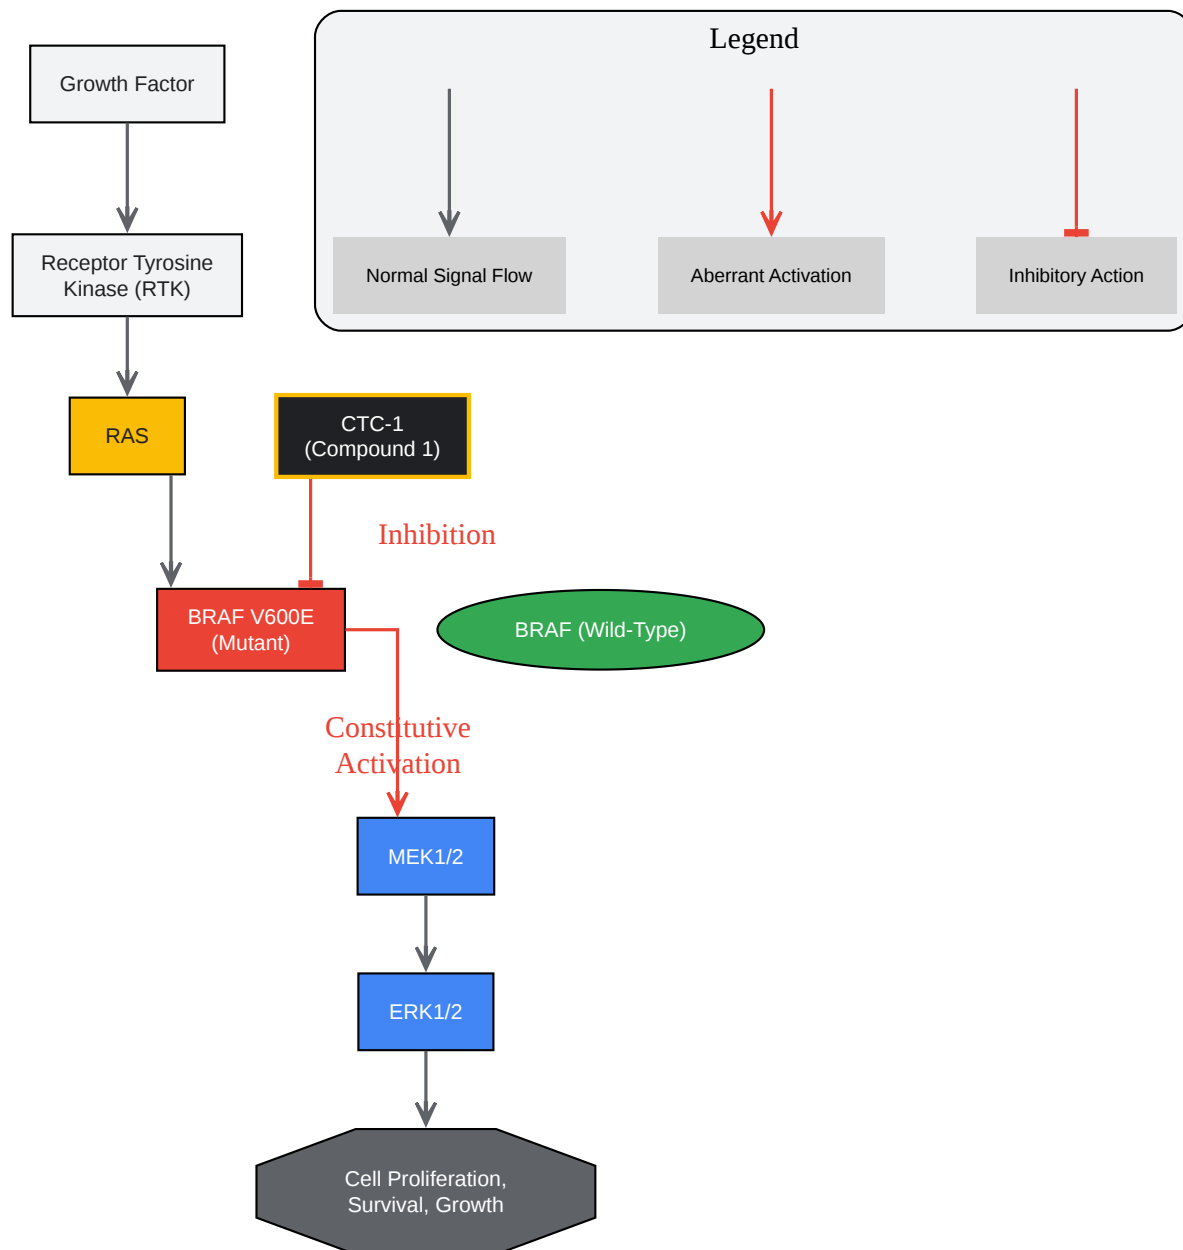 Legend
Growth Factor
Normal Signal Flow
Aberrant Activation
Inhibitory Action
Receptor Tyrosine
Kinase (RTK)
RAS
CTC-1
(Compound 1)
Inhibition
BRAF V600E
(Mutant)
BRAF (Wild-Type)
Constitutive
Activation
MEK1/2
ERK1/2
Cell Proliferation,
Survival, Growth